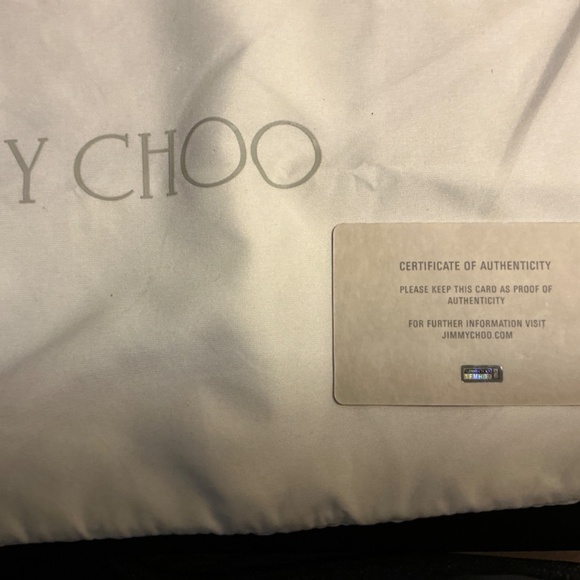 Y CHOO
CERTIFICATE OF AUTHENTICITY
PLEASE KEEP THIS CARD AS PROOF OF
AUTHENTICITY
FOR FURTHER INFORMATION VISIT
JIMMYCHOO.COM